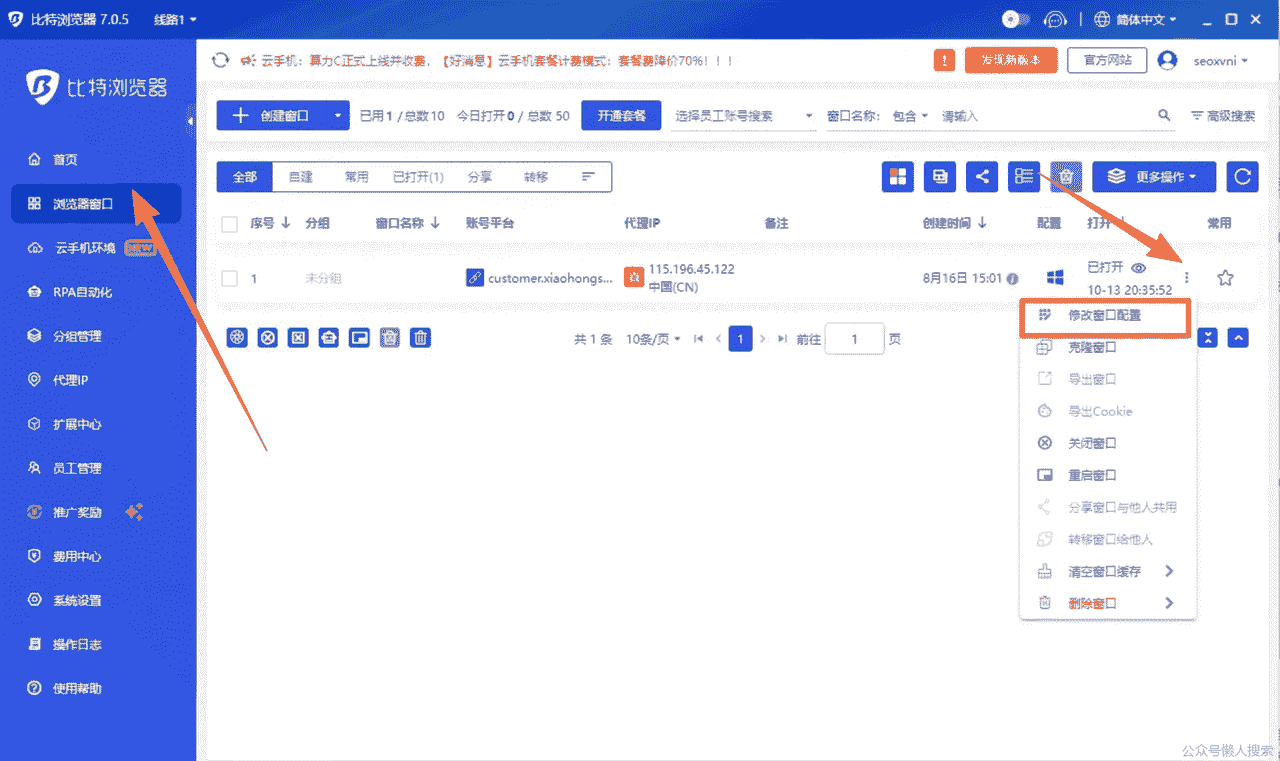 比特浏览器 7.0.5 线路1 简体中文
比特浏览器
云手机：算力C正式上线并收费，【好消息】云手机套餐计费模式：套餐费降价70%！！！ 发现新版本 官方网站 seoxvni
创建窗口 已用1 / 总数10 今日打开0 / 总数 50 开通套餐 选择员工账号搜索 窗口名称： 包含 请输入 高级搜索
全部 自建 常用 已打开(1) 分享 转移 更多操作
首页
浏览器窗口
云手机环境 NEW
RPA自动化
分组管理
代理IP
扩展中心
员工管理
推广奖励
费用中心
系统设置
操作日志
使用帮助
序号 分组 窗口名称 账号平台 代理IP 备注 创建时间 配置 打开 常用
1 未分组 customer.xiaohongs... 115.196.45.122 8月16日 15:01 已打开
中国(CN) 10-13 20:35:52
共 1 条 10条/页 1 前往 1 页
修改窗口配置
克隆窗口
导出窗口
导出Cookie
关闭窗口
重启窗口
分享窗口与他人共用
转移窗口给他人
清空窗口缓存
删除窗口
公众号懒人搜索